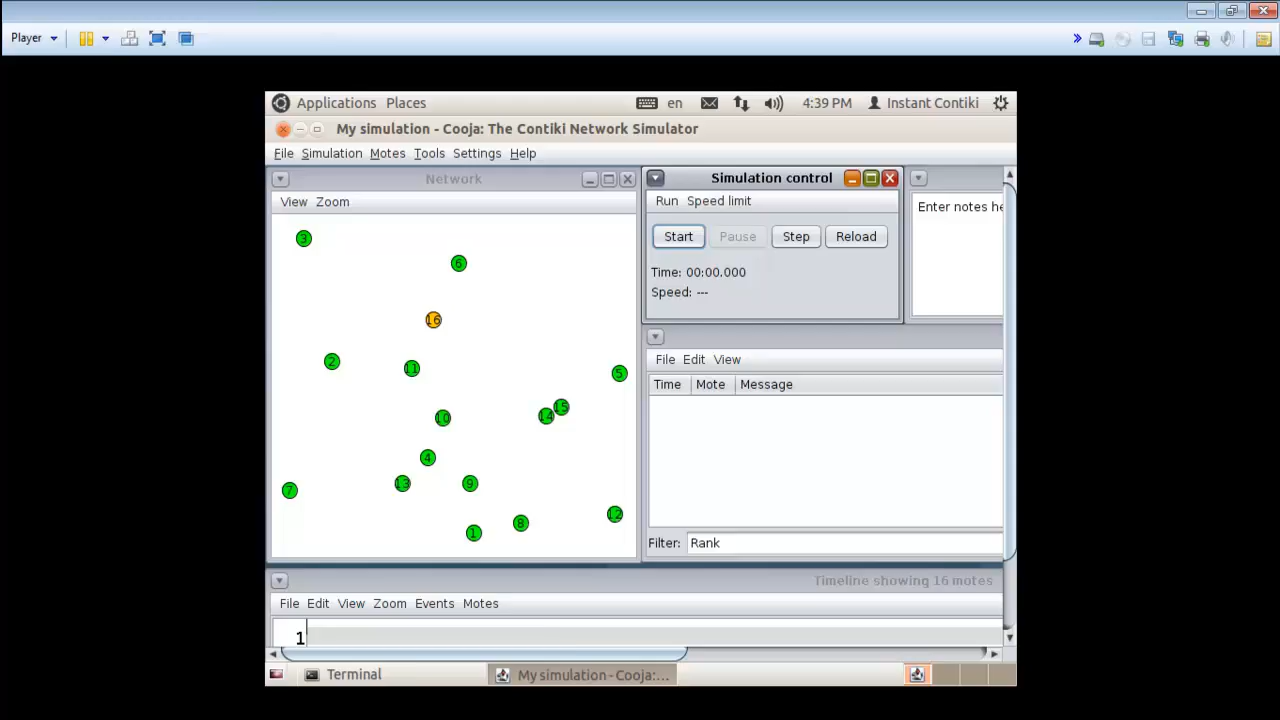 Player
Applications Places en 4:39 PM Instant Contiki
My simulation - Cooja: The Contiki Network Simulator
File Simulation Motes Tools Settings Help
Network
View Zoom
3
6
16
2
11
5
10
14
15
4
13
9
7
1
8
12
Simulation control
Run Speed limit
Start Pause Step Reload
Time: 00:00.000
Speed: ---
Enter notes he
File Edit View
Time Mote Message
Filter: Rank
Timeline showing 16 motes
File Edit View Zoom Events Motes
1
Terminal My simulation - Cooja:...